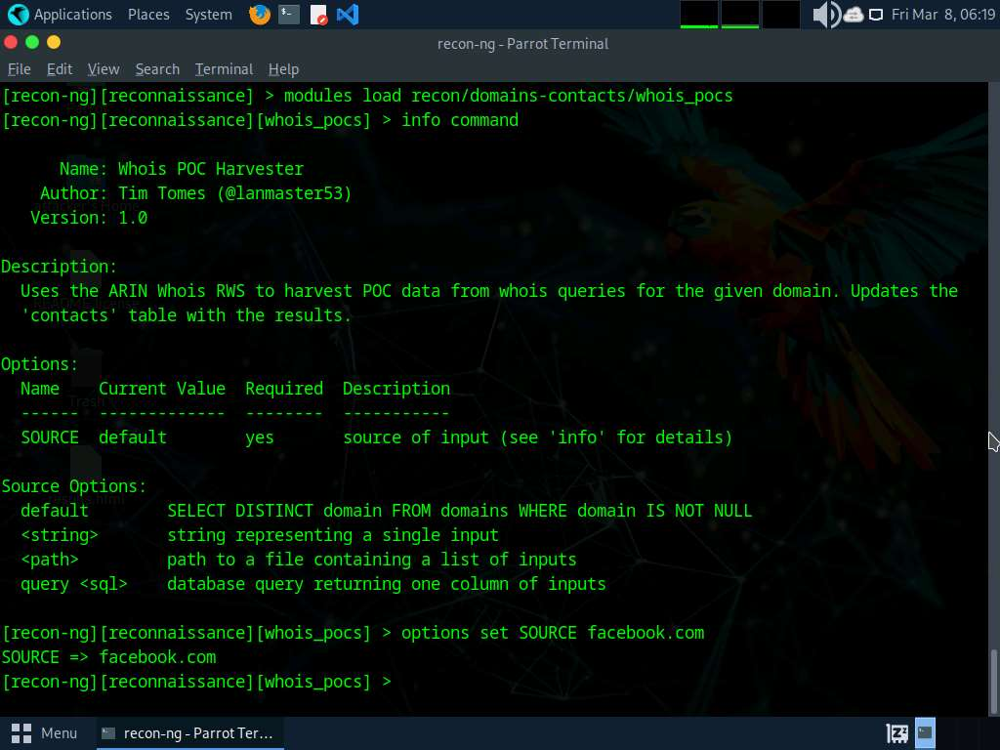 Applications Places System Fri Mar 8, 06:19
recon-ng - Parrot Terminal
File Edit View Search Terminal Help
[recon-ng][reconnaissance] > modules load recon/domains-contacts/whois_pocs
[recon-ng][reconnaissance][whois_pocs] > info command
Name: Whois POC Harvester
Author: Tim Tomes (@lanmaster53)
Version: 1.0
Description:
Uses the ARIN Whois RWS to harvest POC data from whois queries for the given domain. Updates the
'contacts' table with the results.
Options:
Name Current Value Required Description
------ ------------- -------- -----------
SOURCE default yes source of input (see 'info' for details)
Source Options:
default SELECT DISTINCT domain FROM domains WHERE domain IS NOT NULL
<string> string representing a single input
<path> path to a file containing a list of inputs
query <sql> database query returning one column of inputs
[recon-ng][reconnaissance][whois_pocs] > options set SOURCE facebook.com
SOURCE => facebook.com
[recon-ng][reconnaissance][whois_pocs] >
Menu recon-ng - Parrot Ter...